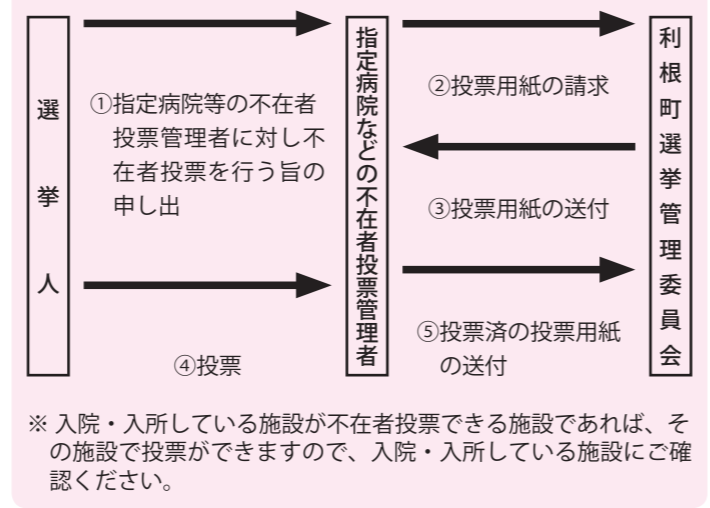 選挙人
①指定病院等の不在者
投票管理者に対し不
在者投票を行う旨の
申し出
④投票
指定病院などの不在者投票管理者
②投票用紙の請求
③投票用紙の送付
⑤投票済の投票用紙
の送付
利根町選挙管理委員会
※ 入院・入所している施設が不在者投票できる施設であれば、そ
の施設で投票ができますので、入院・入所している施設にご確
認ください。